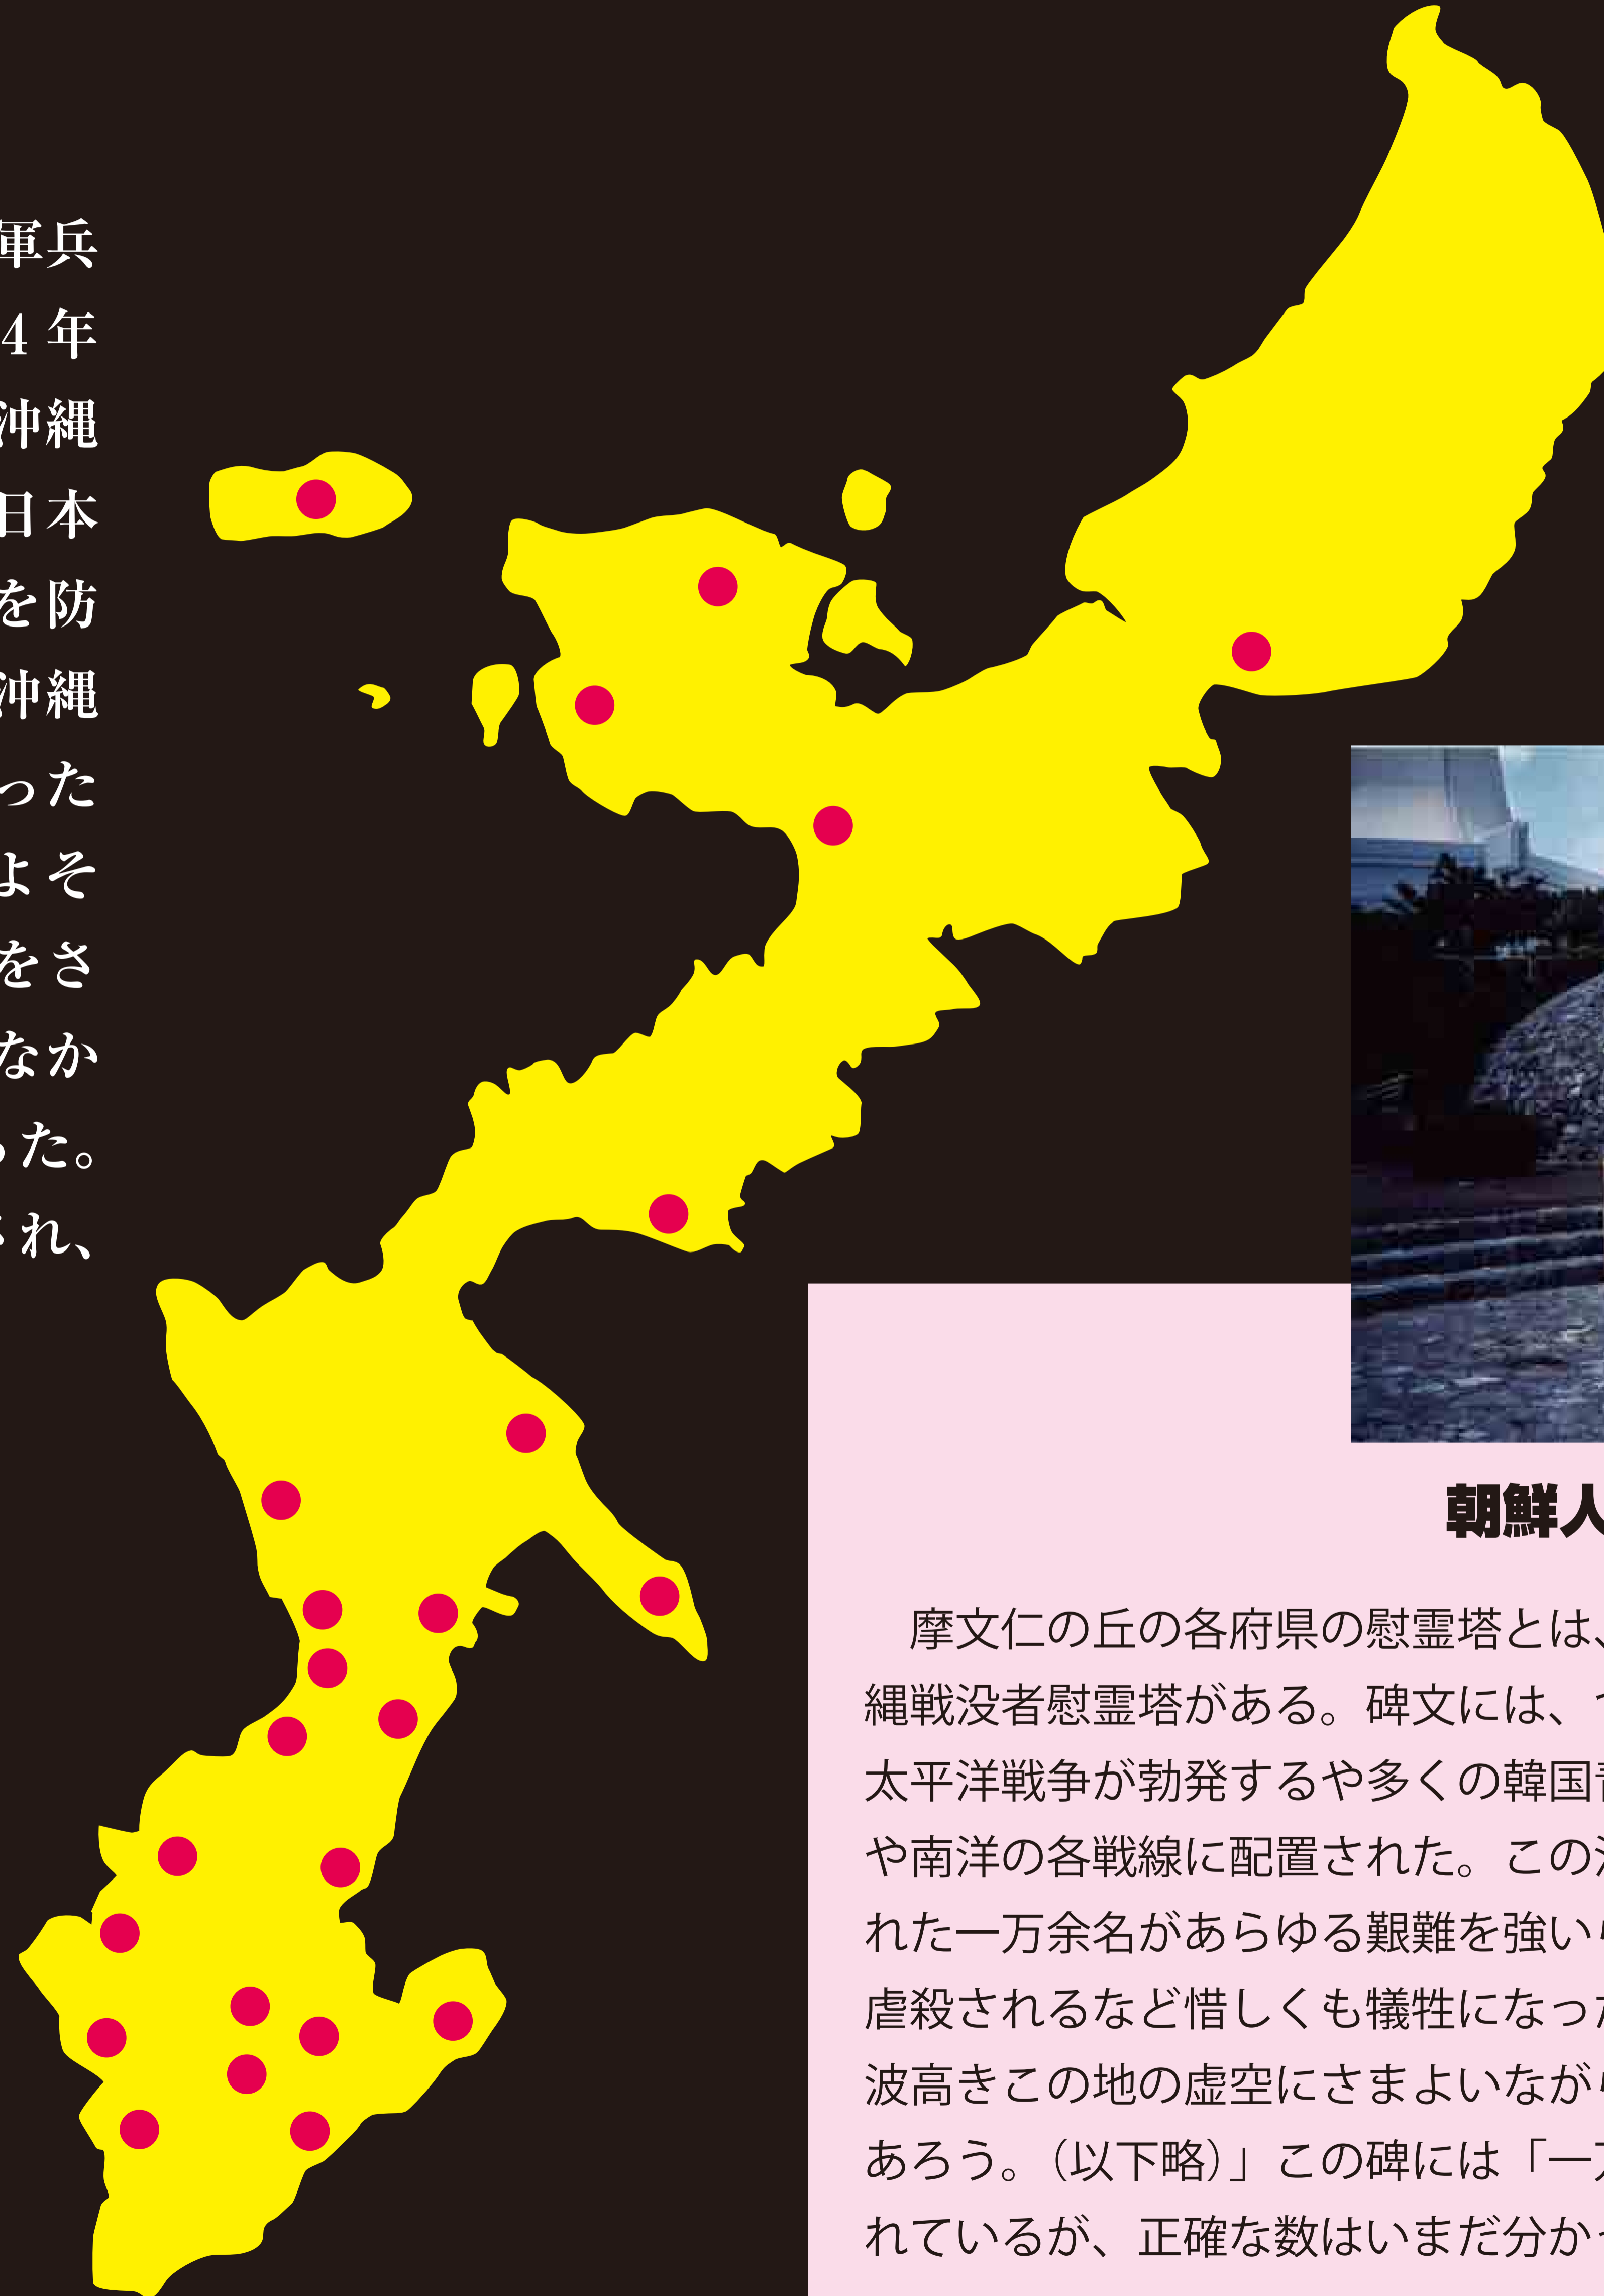 軍兵
4 年
沖縄
日本
を防
沖縄
った
よそ
をさ
なか
った。
れ、
朝鮮人
摩文仁の丘の各府県の慰霊塔とは、
縄戦没者慰霊塔がある。碑文には、
太平洋戦争が勃発するや多くの韓国
や南洋の各戦線に配置された。この
れた一万余名があらゆる艱難を強い
虐殺されるなど惜しくも犠牲になった
波高きこの地の虚空にさまよいなが
あろう。（以下略）」この碑には「一万
れているが、正確な数はいまだ分か